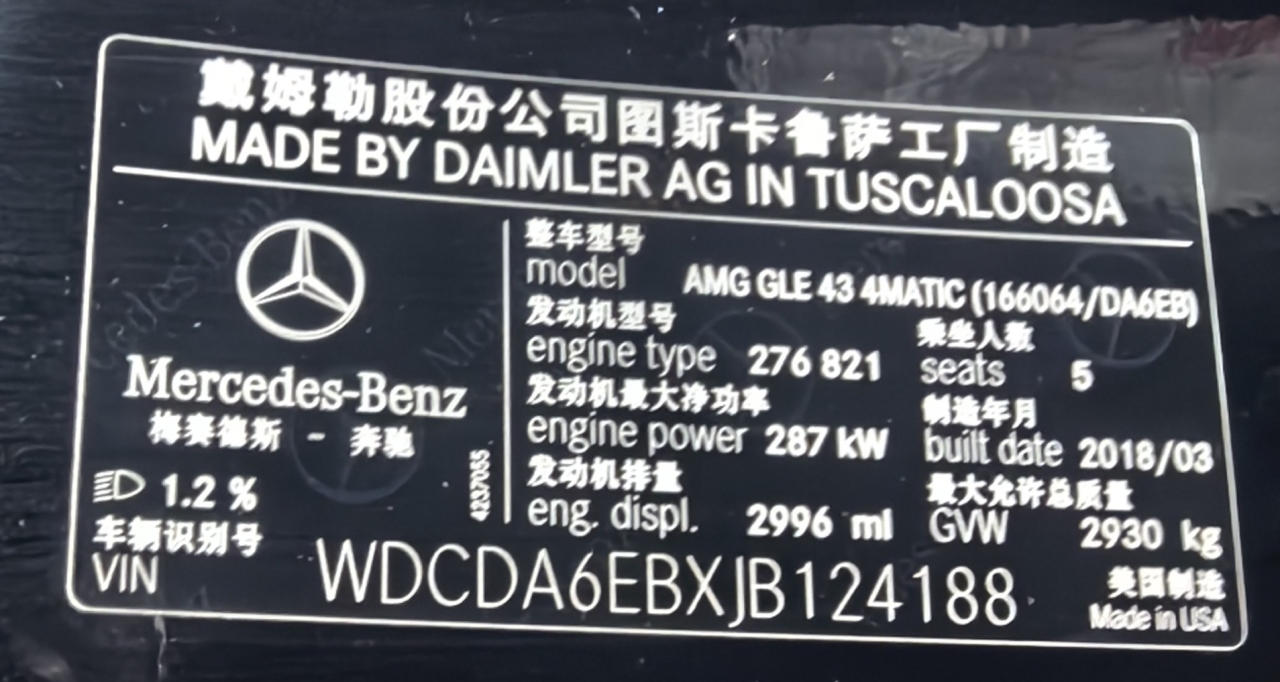 戴姆勒股份公司图斯卡鲁萨工厂制造
MADE BY DAIMLER AG IN TUSCALOOSA
Mercedes-Benz
梅赛德斯 - 奔驰
1.2 %
4237055
整车型号
model AMG GLE 43 4MATIC (166064/DA6EB)
发动机型号 乘坐人数
engine type 276 821 seats 5
发动机最大净功率 制造年月
engine power 287 kW built date 2018/03
发动机排量 最大允许总质量
eng. displ. 2996 ml GVW 2930 kg
车辆识别号
VIN WDCDA6EBXJB124188
美国制造
Made in USA